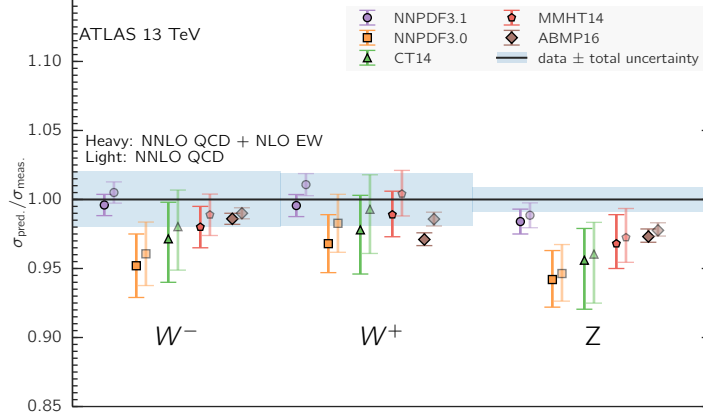 ATLAS 13 TeV
NNPDF3.1
NNPDF3.0
CT14
MMHT14
ABMP16
data ± total uncertainty
Heavy: NNLO QCD + NLO EW
Light: NNLO QCD
σpred./σmeas.
1.10
1.05
1.00
0.95
0.90
0.85
W⁻
W⁺
Z